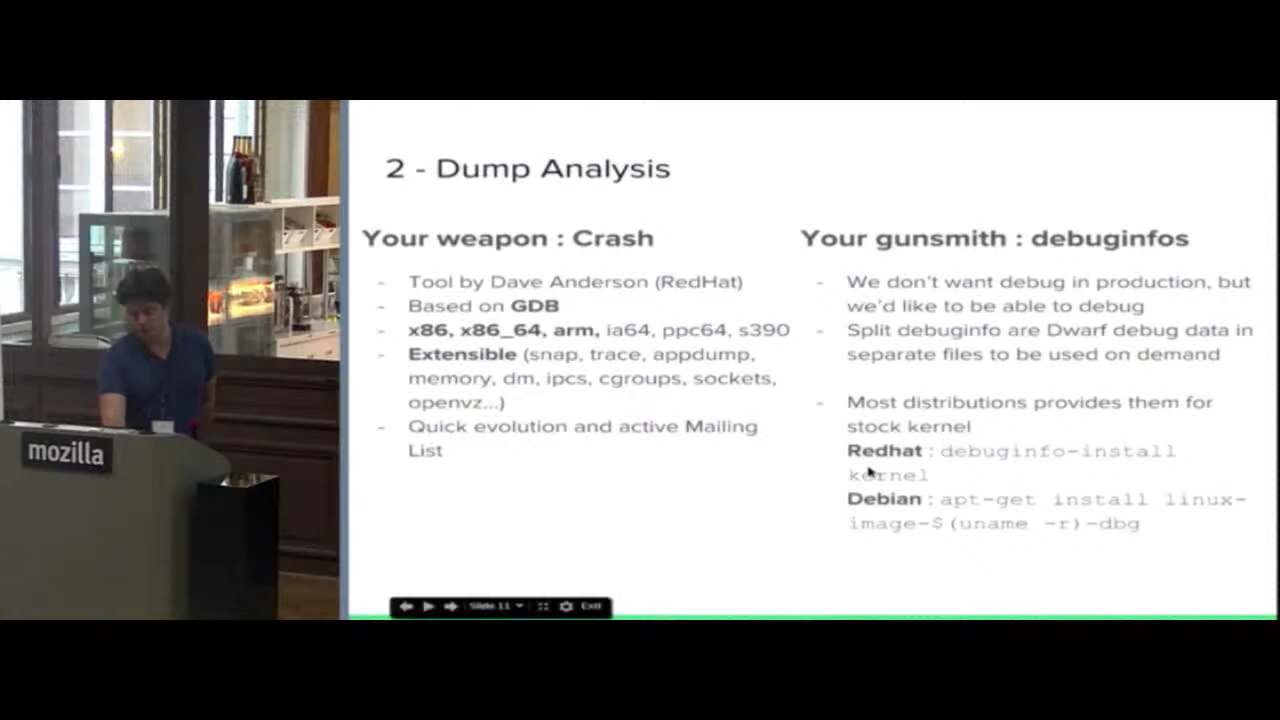 2 - Dump Analysis
Your weapon : Crash
- Tool by Dave Anderson (RedHat)
- Based on GDB
- x86, x86_64, arm, ia64, ppc64, s390
- Extensible (snap, trace, appdump,
memory, dm, ipcs, cgroups, sockets,
openvz...)
- Quick evolution and active Mailing
List
Your gunsmith : debuginfos
- We don't want debug in production, but
we'd like to be able to debug
- Split debuginfo are Dwarf debug data in
separate files to be used on demand
- Most distributions provides them for
stock kernel
Redhat : debuginfo-install
kernel
Debian : apt-get install linux-
image-$(uname -r)-dbg
mozilla
Slide 11
Exit